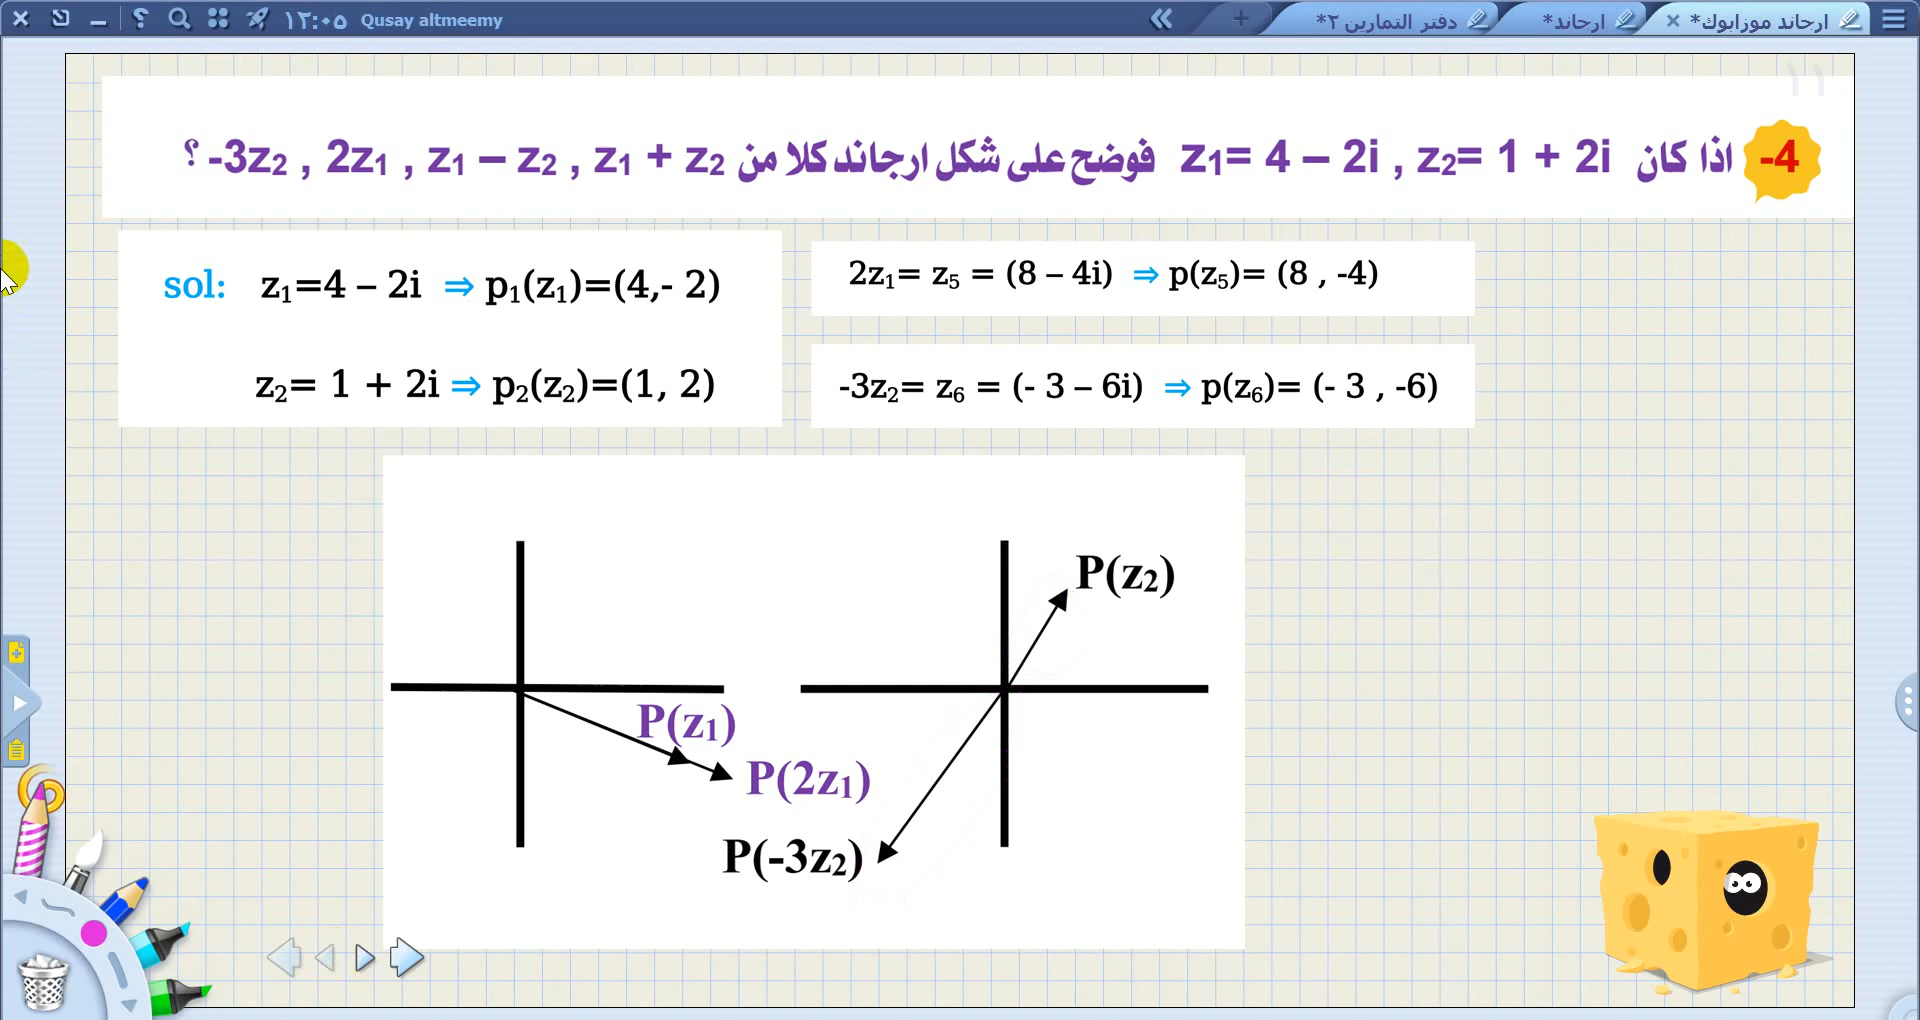 ١٢:٠٥ Qusay altmeemy
دفتر التمارين ٢*
ارجاند*
ارجاند موزابوك*
١١
-4 اذا كان z1= 4 – 2i , z2= 1 + 2i فوضح على شكل ارجاند كلا من -3z2 , 2z1 , z1 – z2 , z1 + z2 ؟
sol: z₁=4 – 2i ⇒ p₁(z₁)=(4,- 2)
z₂= 1 + 2i ⇒ p₂(z₂)=(1, 2)
2z₁= z₅ = (8 – 4i) ⇒ p(z₅)= (8 , -4)
-3z₂= z₆ = (- 3 – 6i) ⇒ p(z₆)= (- 3 , -6)
P(z₁)
P(2z₁)
P(z₂)
P(-3z₂)